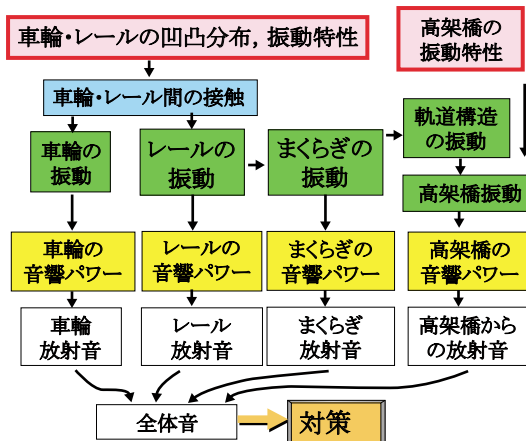 車輪・レールの凹凸分布, 振動特性
高架橋の
振動特性
車輪・レール間の接触
車輪の
振動
レールの
振動
まくらぎの
振動
軌道構造
の振動
高架橋振動
車輪の
音響パワー
レールの
音響パワー
まくらぎの
音響パワー
高架橋の
音響パワー
車輪
放射音
レール
放射音
まくらぎ
放射音
高架橋から
の放射音
全体音
対策